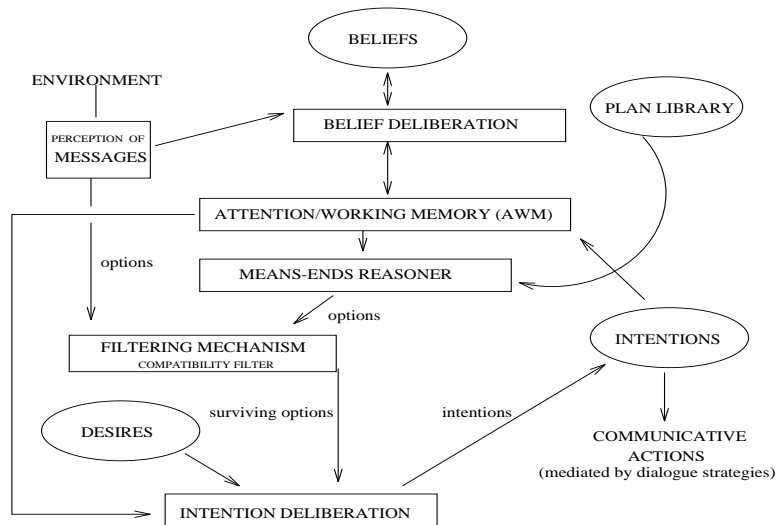 BELIEFS
ENVIRONMENT
PLAN LIBRARY
PERCEPTION OF
MESSAGES
BELIEF DELIBERATION
ATTENTION/WORKING MEMORY (AWM)
options
MEANS-ENDS REASONER
options
FILTERING MECHANISM
COMPATIBILITY FILTER
INTENTIONS
surviving options
intentions
DESIRES
COMMUNICATIVE
ACTIONS
(mediated by dialogue strategies)
INTENTION DELIBERATION